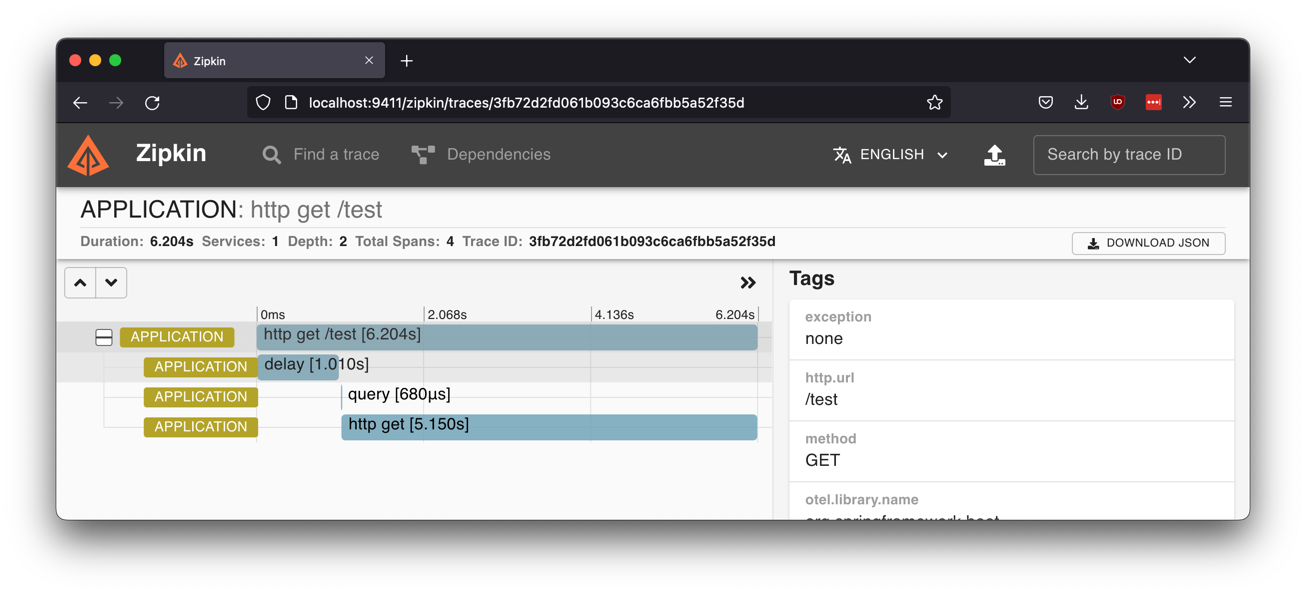 Zipkin
localhost:9411/zipkin/traces/3fb72d2fd061b093c6ca6fbb5a52f35d
Zipkin Find a trace Dependencies ENGLISH Search by trace ID
APPLICATION: http get /test
Duration: 6.204s Services: 1 Depth: 2 Total Spans: 4 Trace ID: 3fb72d2fd061b093c6ca6fbb5a52f35d DOWNLOAD JSON
0ms 2.068s 4.136s 6.204s
APPLICATION http get /test [6.204s]
APPLICATION delay [1.010s]
APPLICATION query [680μs]
APPLICATION http get [5.150s]
Tags
exception
none
http.url
/test
method
GET
otel.library.name
org.springframework.boot